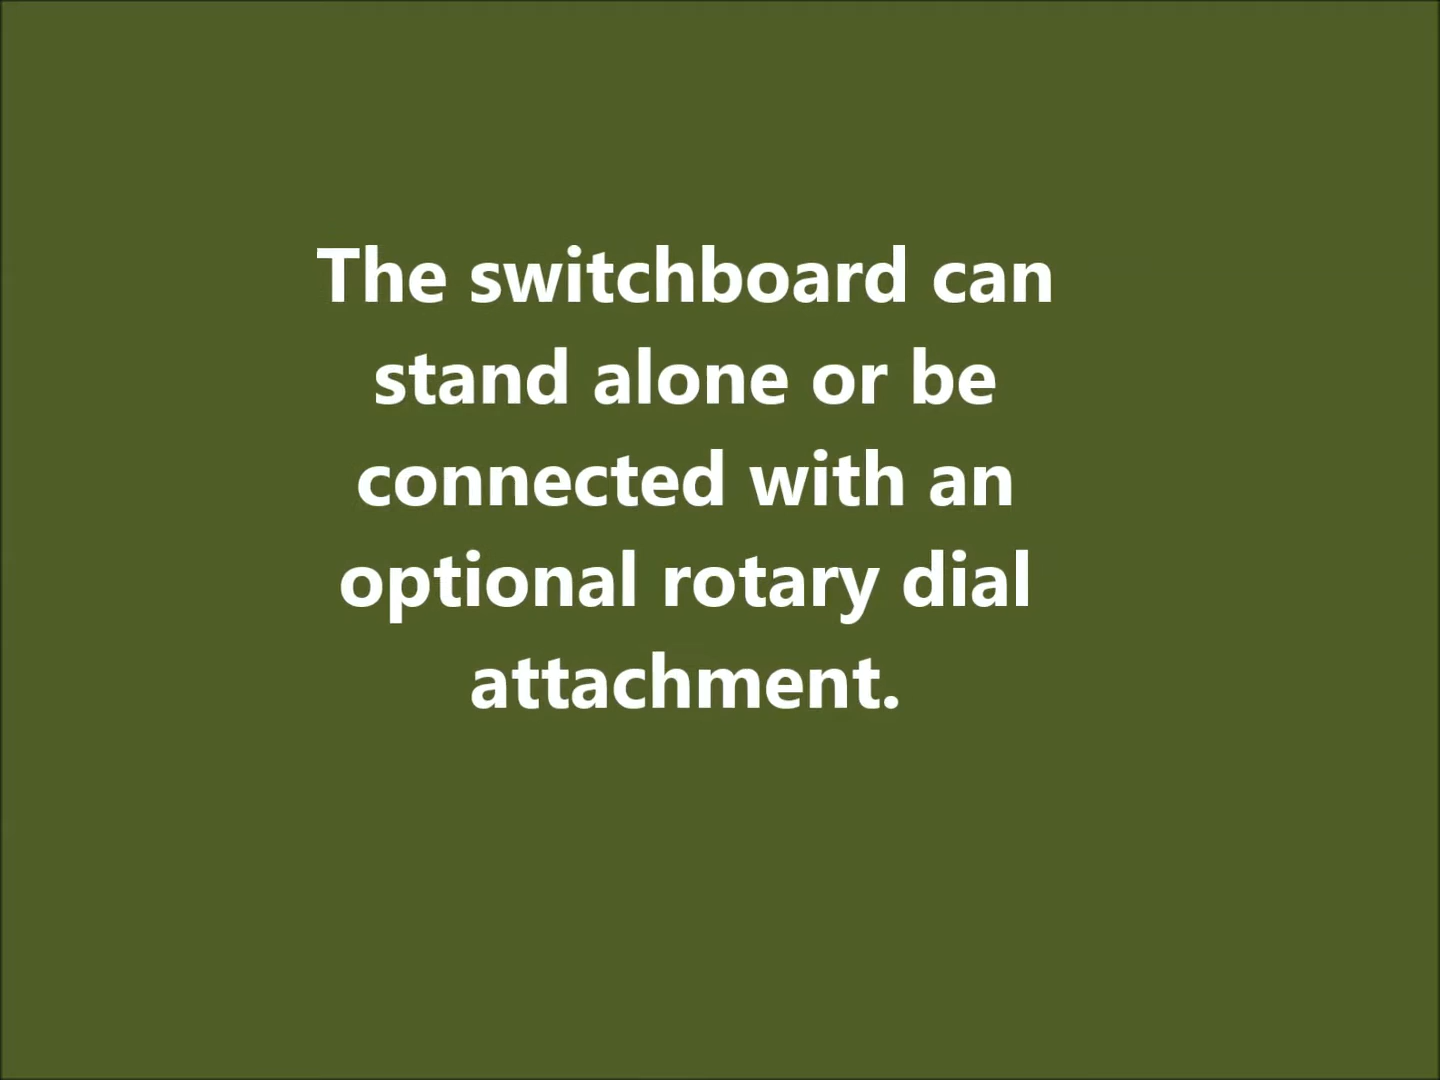 The switchboard can
stand alone or be
connected with an
optional rotary dial
attachment.